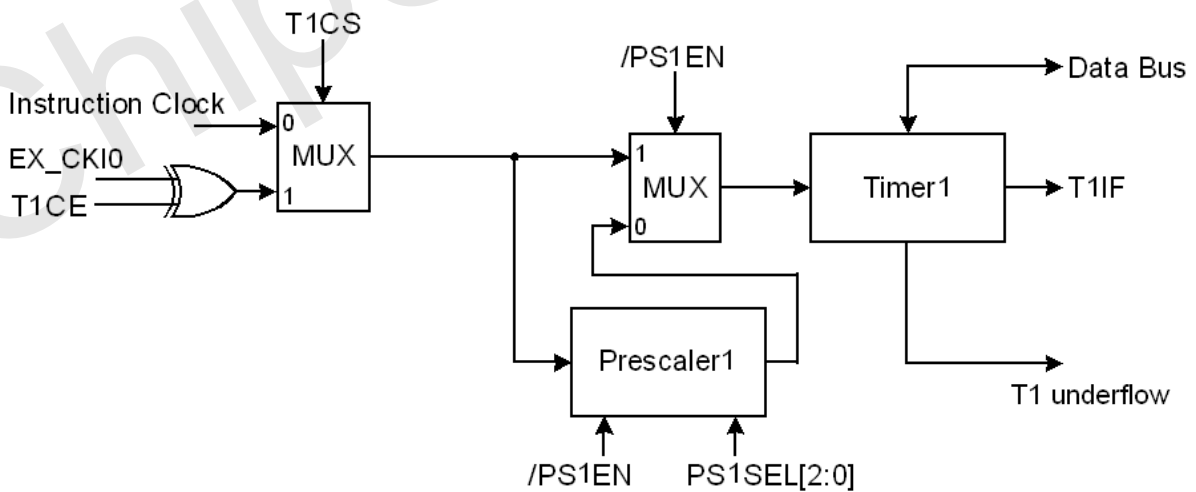 T1CS
/PS1EN
Data Bus
Instruction Clock
0
MUX
EX_CKI0
1
T1CE
1
MUX
0
Timer1
T1IF
Prescaler1
T1 underflow
/PS1EN
PS1SEL[2:0]